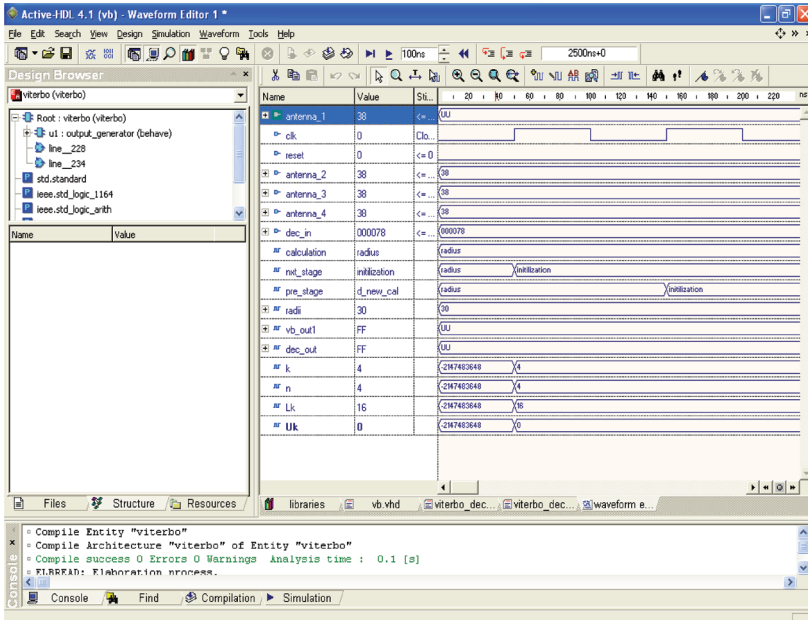 Active-HDL 4.1 (vb) - Waveform Editor 1 *
File Edit Search View Design Simulation Waveform Tools Help
100ns 2500ns+0
Design Browser
viterbo (viterbo)
Root : viterbo (viterbo)
u1 : output_generator (behave)
line__228
line__234
std.standard
ieee.std_logic_1164
ieee.std_logic_arith
Name Value
Name Value Sti... 20 40 60 80 100 120 140 160 180 200 220 ns
antenna_1 38 <= ... UU
clk 0 Clo...
reset 0 <= 0
antenna_2 38 <= ... 38
antenna_3 38 <= ... 38
antenna_4 38 <= ... 38
dec_in 000078 <= ... 000078
calculation radius radius
nxt_stage initilization radius initilization
pre_stage d_new_cal radius initilization
radii 30 30
vb_out1 FF UU
dec_out FF UU
k 4 -2147483648 4
n 4 -2147483648 4
Lk 16 -2147483648 16
Uk 0 -2147483648 0
Files Structure Resources
libraries vb.vhd viterbo_dec... viterbo_dec... waveform e...
Compile Entity "viterbo"
Compile Architecture "viterbo" of Entity "viterbo"
Compile success 0 Errors 0 Warnings Analysis time : 0.1 [s]
ELBREAD: Elaboration process.
Console
Console Find Compilation Simulation